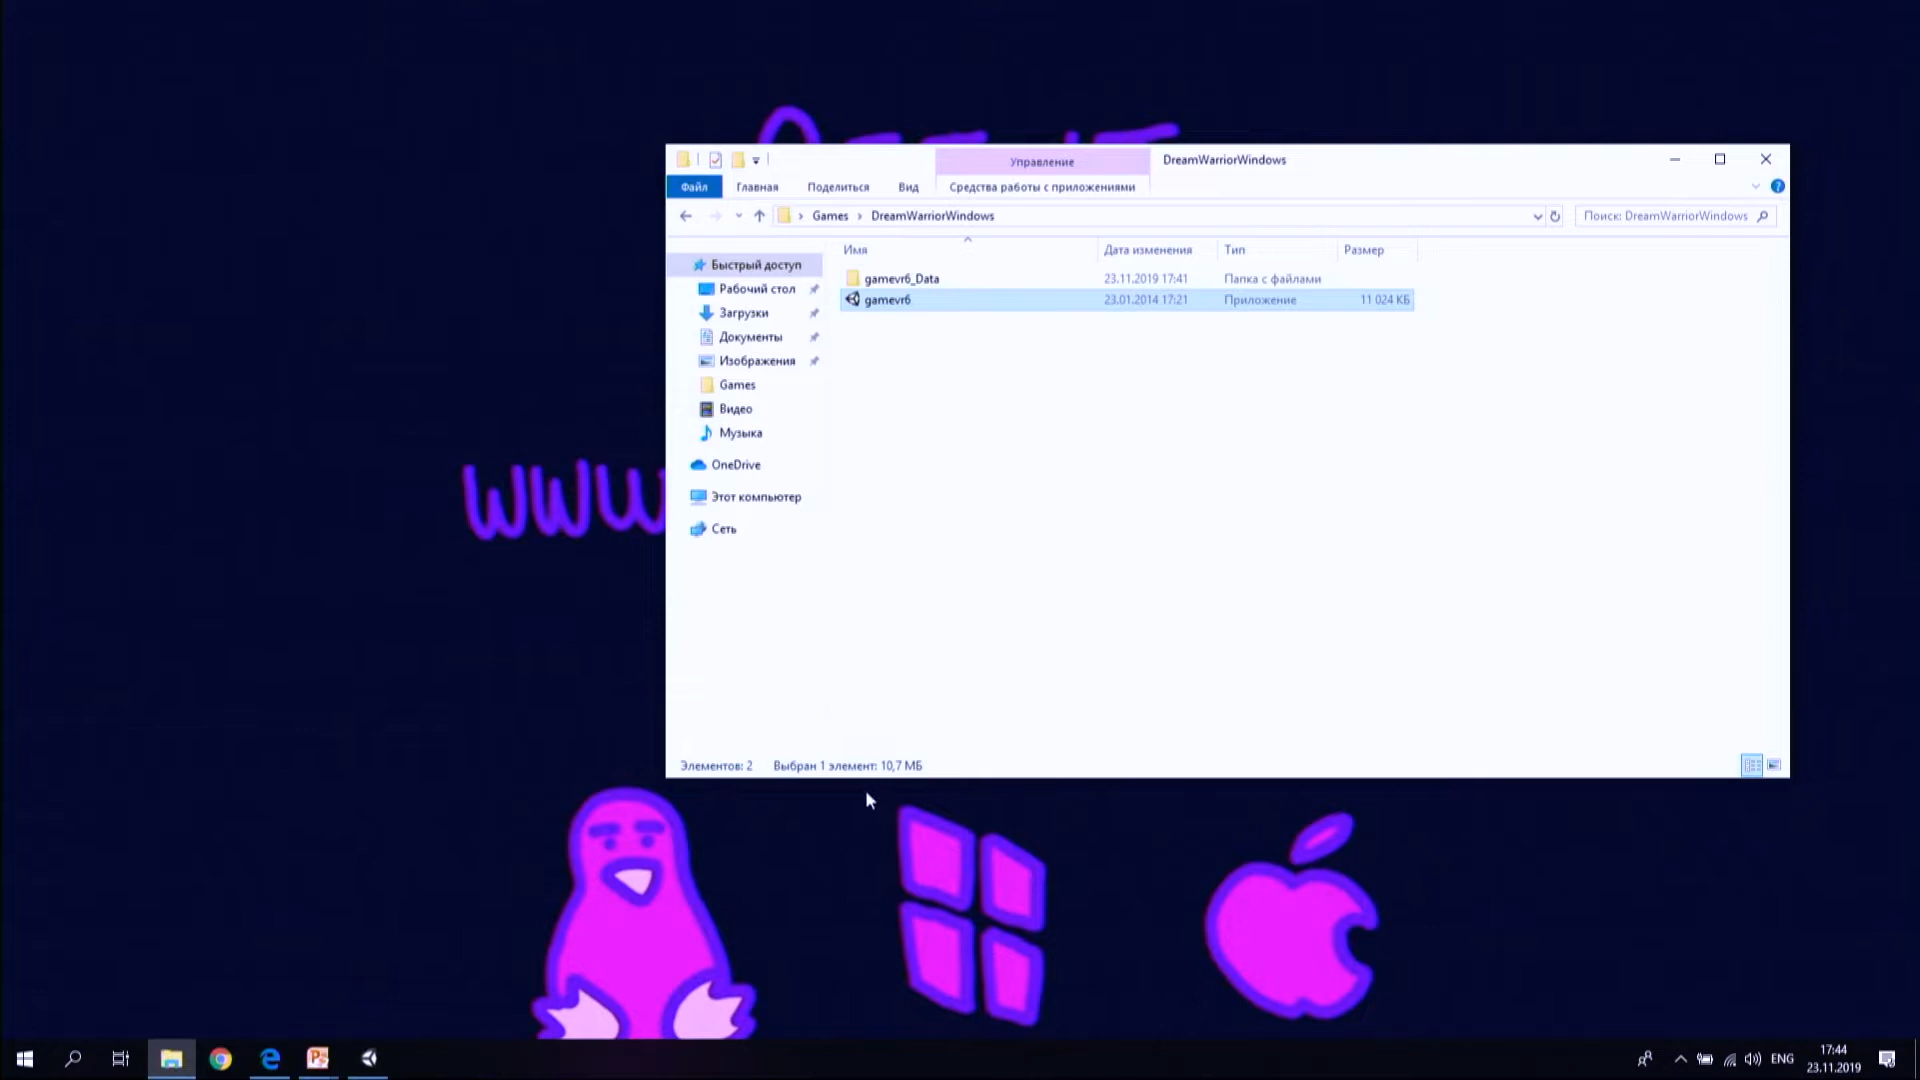 Управление
DreamWarriorWindows
Файл
Главная
Поделиться
Вид
Средства работы с приложениями
Games
DreamWarriorWindows
Поиск: DreamWarriorWindows
Имя
Дата изменения
Тип
Размер
gamevr6_Data
23.11.2019 17:41
Папка с файлами
gamevr6
23.01.2014 17:21
Приложение
11 024 КБ
Быстрый доступ
Рабочий стол
Загрузки
Документы
Изображения
Games
Видео
Музыка
OneDrive
Этот компьютер
Сеть
www
Элементов: 2
Выбран 1 элемент: 10,7 МБ
ENG
17:44
23.11.2019